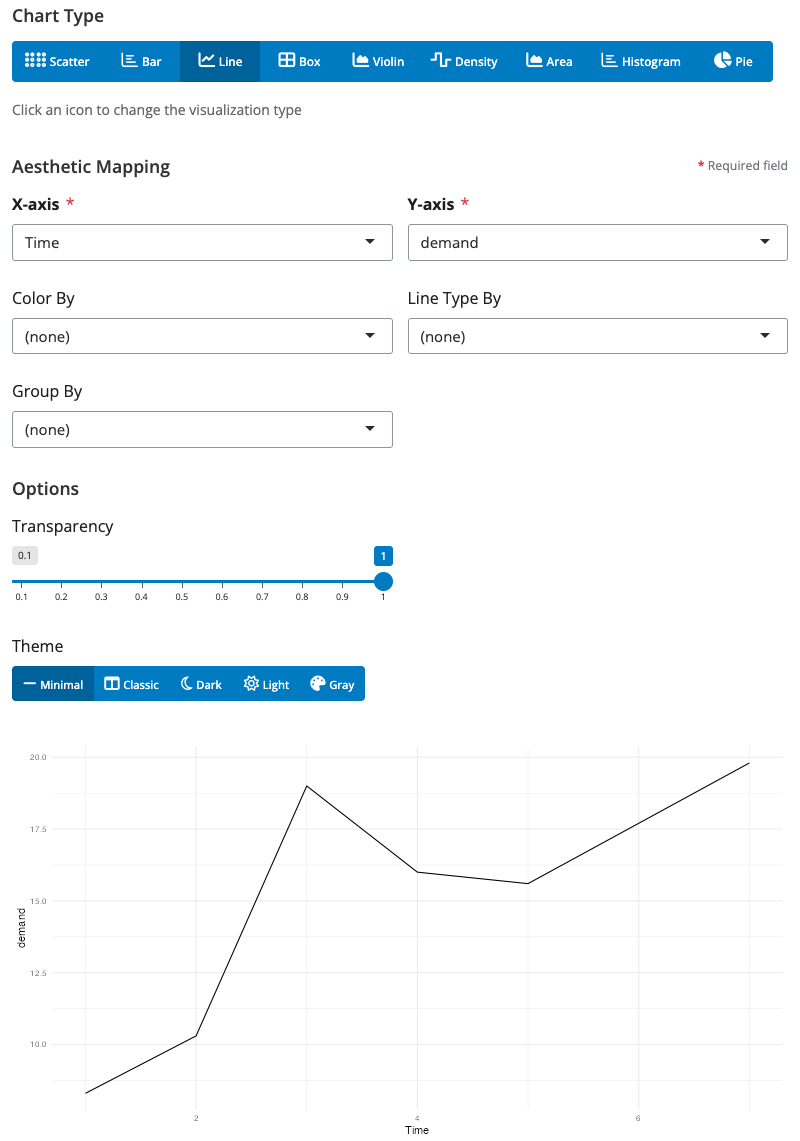 Chart Type
Scatter Bar Line Box Violin Density Area Histogram Pie
Click an icon to change the visualization type
Aesthetic Mapping * Required field
X-axis * Y-axis *
Time demand
Color By Line Type By
(none) (none)
Group By
(none)
Options
Transparency
0.1 1
0.1 0.2 0.3 0.4 0.5 0.6 0.7 0.8 0.9 1
Theme
Minimal Classic Dark Light Gray
20.0
17.5
15.0
demand
12.5
10.0
2 4 6
Time